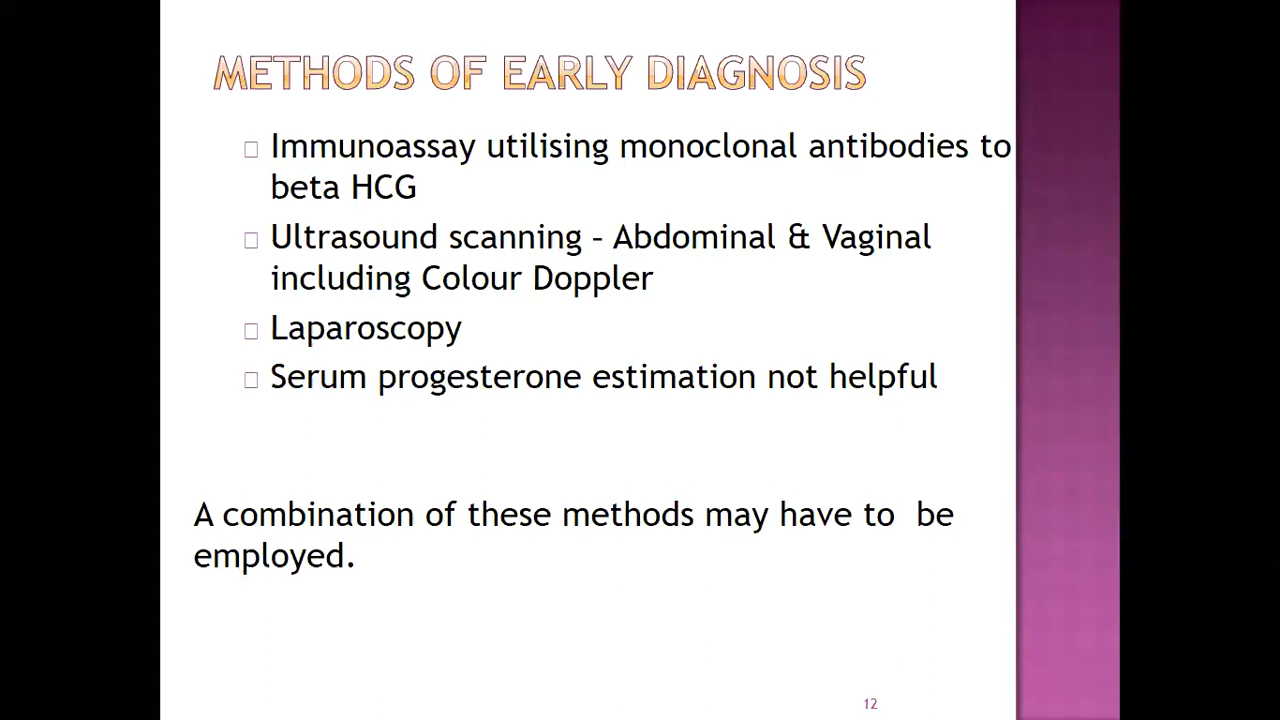 METHODS OF EARLY DIAGNOSIS
Immunoassay utilising monoclonal antibodies to
beta HCG
Ultrasound scanning – Abdominal & Vaginal
including Colour Doppler
Laparoscopy
Serum progesterone estimation not helpful
A combination of these methods may have to  be
employed.
12